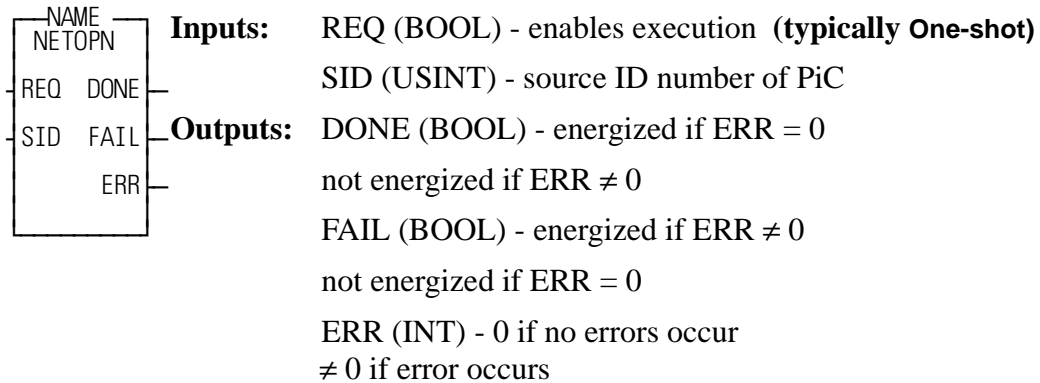 NAME
NETOPN
REQ DONE
SID FAIL
ERR
Inputs: REQ (BOOL) - enables execution (typically One-shot)
SID (USINT) - source ID number of PiC
Outputs: DONE (BOOL) - energized if ERR = 0
not energized if ERR ≠ 0
FAIL (BOOL) - energized if ERR ≠ 0
not energized if ERR = 0
ERR (INT) - 0 if no errors occur
≠ 0 if error occurs